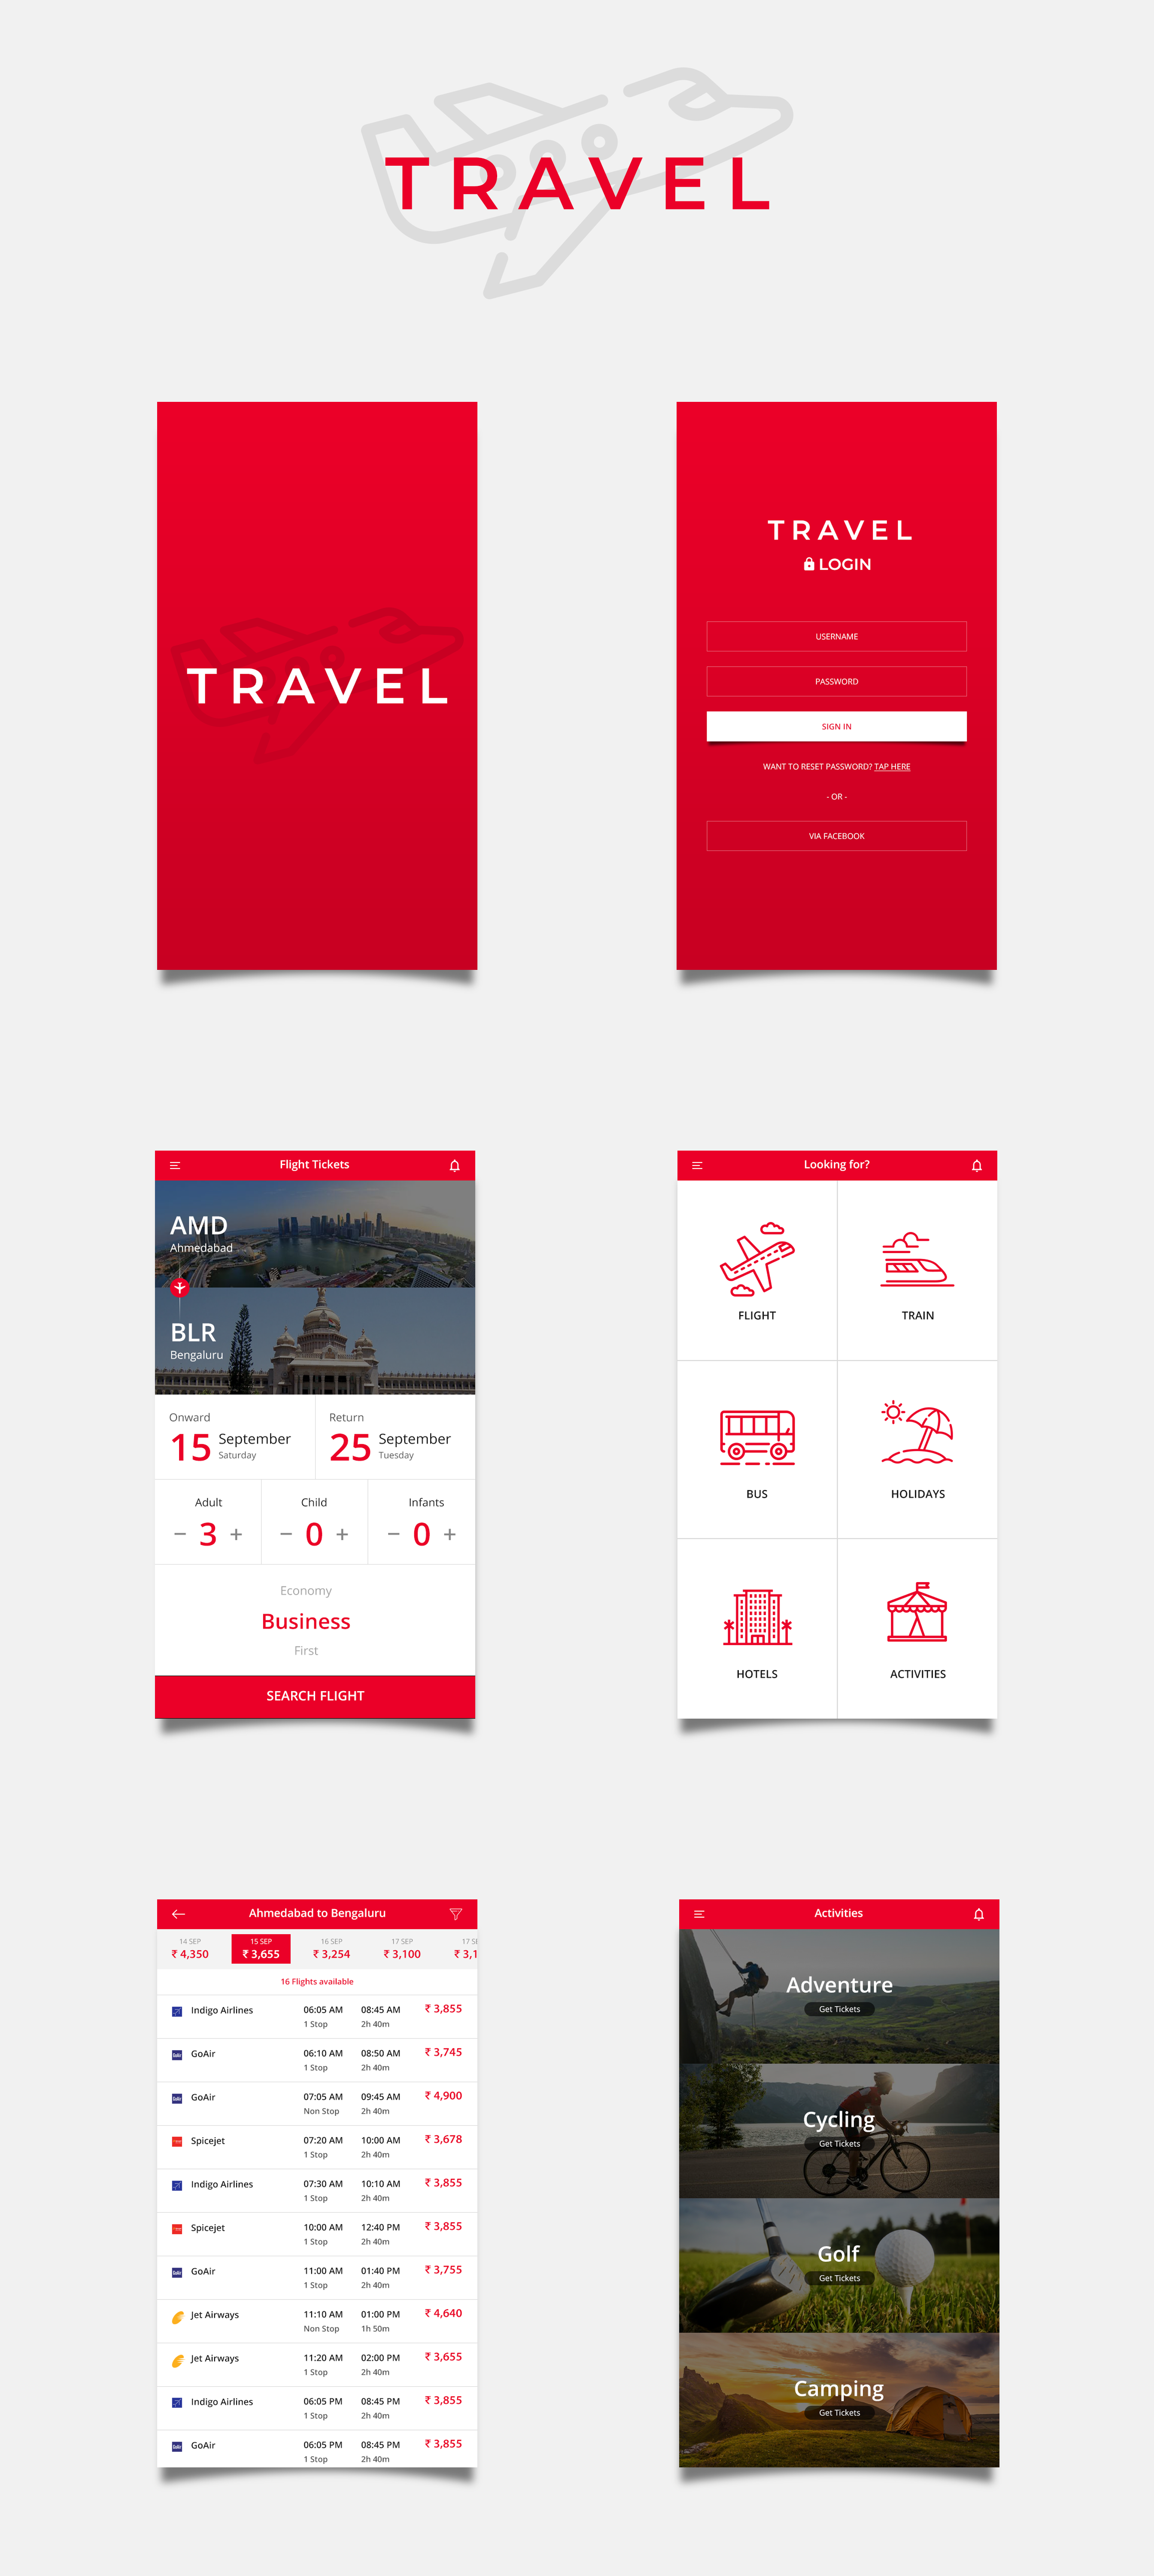 TRAVEL
TRAVEL
TRAVEL
LOGIN
USERNAME
PASSWORD
SIGN IN
WANT TO RESET PASSWORD? TAP HERE
- OR -
VIA FACEBOOK
Flight Tickets
AMD
Ahmedabad
BLR
Bengaluru
Onward
15 September
Saturday
Return
25 September
Tuesday
Adult Child Infants
− 3 + − 0 + − 0 +
Economy
Business
First
SEARCH FLIGHT
Looking for?
FLIGHT TRAIN
BUS HOLIDAYS
HOTELS ACTIVITIES
Ahmedabad to Bengaluru
14 SEP 15 SEP 16 SEP 17 SEP 17 SE
₹ 4,350 ₹ 3,655 ₹ 3,254 ₹ 3,100 ₹ 3,1
16 Flights available
Indigo Airlines 06:05 AM 08:45 AM ₹ 3,855
1 Stop 2h 40m
GoAir 06:10 AM 08:50 AM ₹ 3,745
1 Stop 2h 40m
GoAir 07:05 AM 09:45 AM ₹ 4,900
Non Stop 2h 40m
Spicejet 07:20 AM 10:00 AM ₹ 3,678
1 Stop 2h 40m
Indigo Airlines 07:30 AM 10:10 AM ₹ 3,855
1 Stop 2h 40m
Spicejet 10:00 AM 12:40 PM ₹ 3,855
1 Stop 2h 40m
GoAir 11:00 AM 01:40 PM ₹ 3,755
1 Stop 2h 40m
Jet Airways 11:10 AM 01:00 PM ₹ 4,640
Non Stop 1h 50m
Jet Airways 11:20 AM 02:00 PM ₹ 3,655
1 Stop 2h 40m
Indigo Airlines 06:05 PM 08:45 PM ₹ 3,855
1 Stop 2h 40m
GoAir 06:05 PM 08:45 PM ₹ 3,855
1 Stop 2h 40m
Activities
Adventure
Get Tickets
Cycling
Get Tickets
Golf
Get Tickets
Camping
Get Tickets